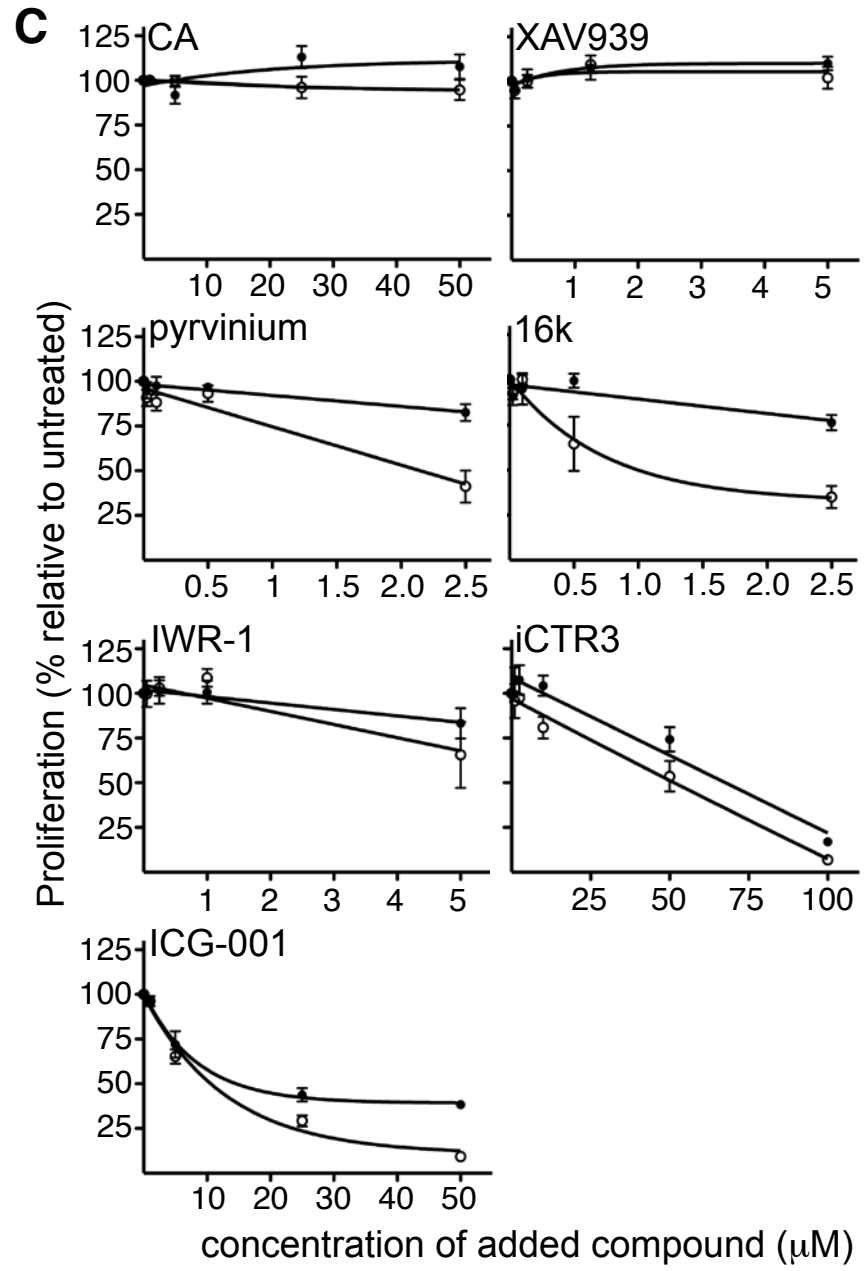 C
CA
125
100
75
50
25
10 20 30 40 50
XAV939
1 2 3 4 5
Proliferation (% relative to untreated)
pyrvinium
125
100
75
50
25
0.5 1 1.5 2.0 2.5
16k
0.5 1.0 1.5 2.0 2.5
IWR-1
125
100
75
50
25
1 2 3 4 5
iCTR3
25 50 75 100
ICG-001
125
100
75
50
25
10 20 30 40 50
concentration of added compound (μM)